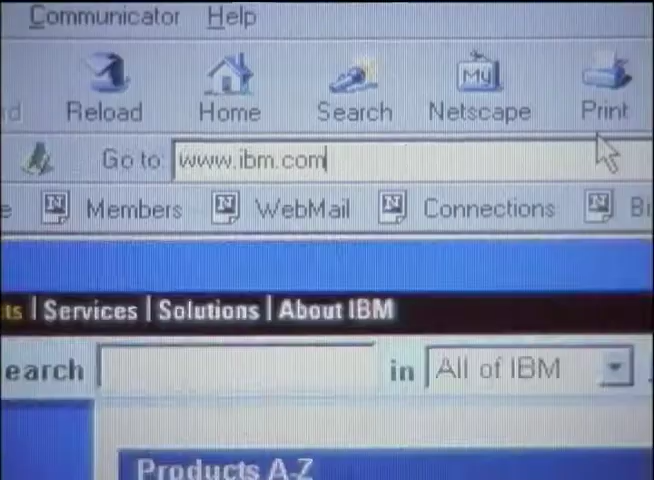 Communicator Help
Reload Home Search Netscape Print
My
Go to: www.ibm.com
Members WebMail Connections
Services | Solutions | About IBM
in All of IBM
Products A-Z